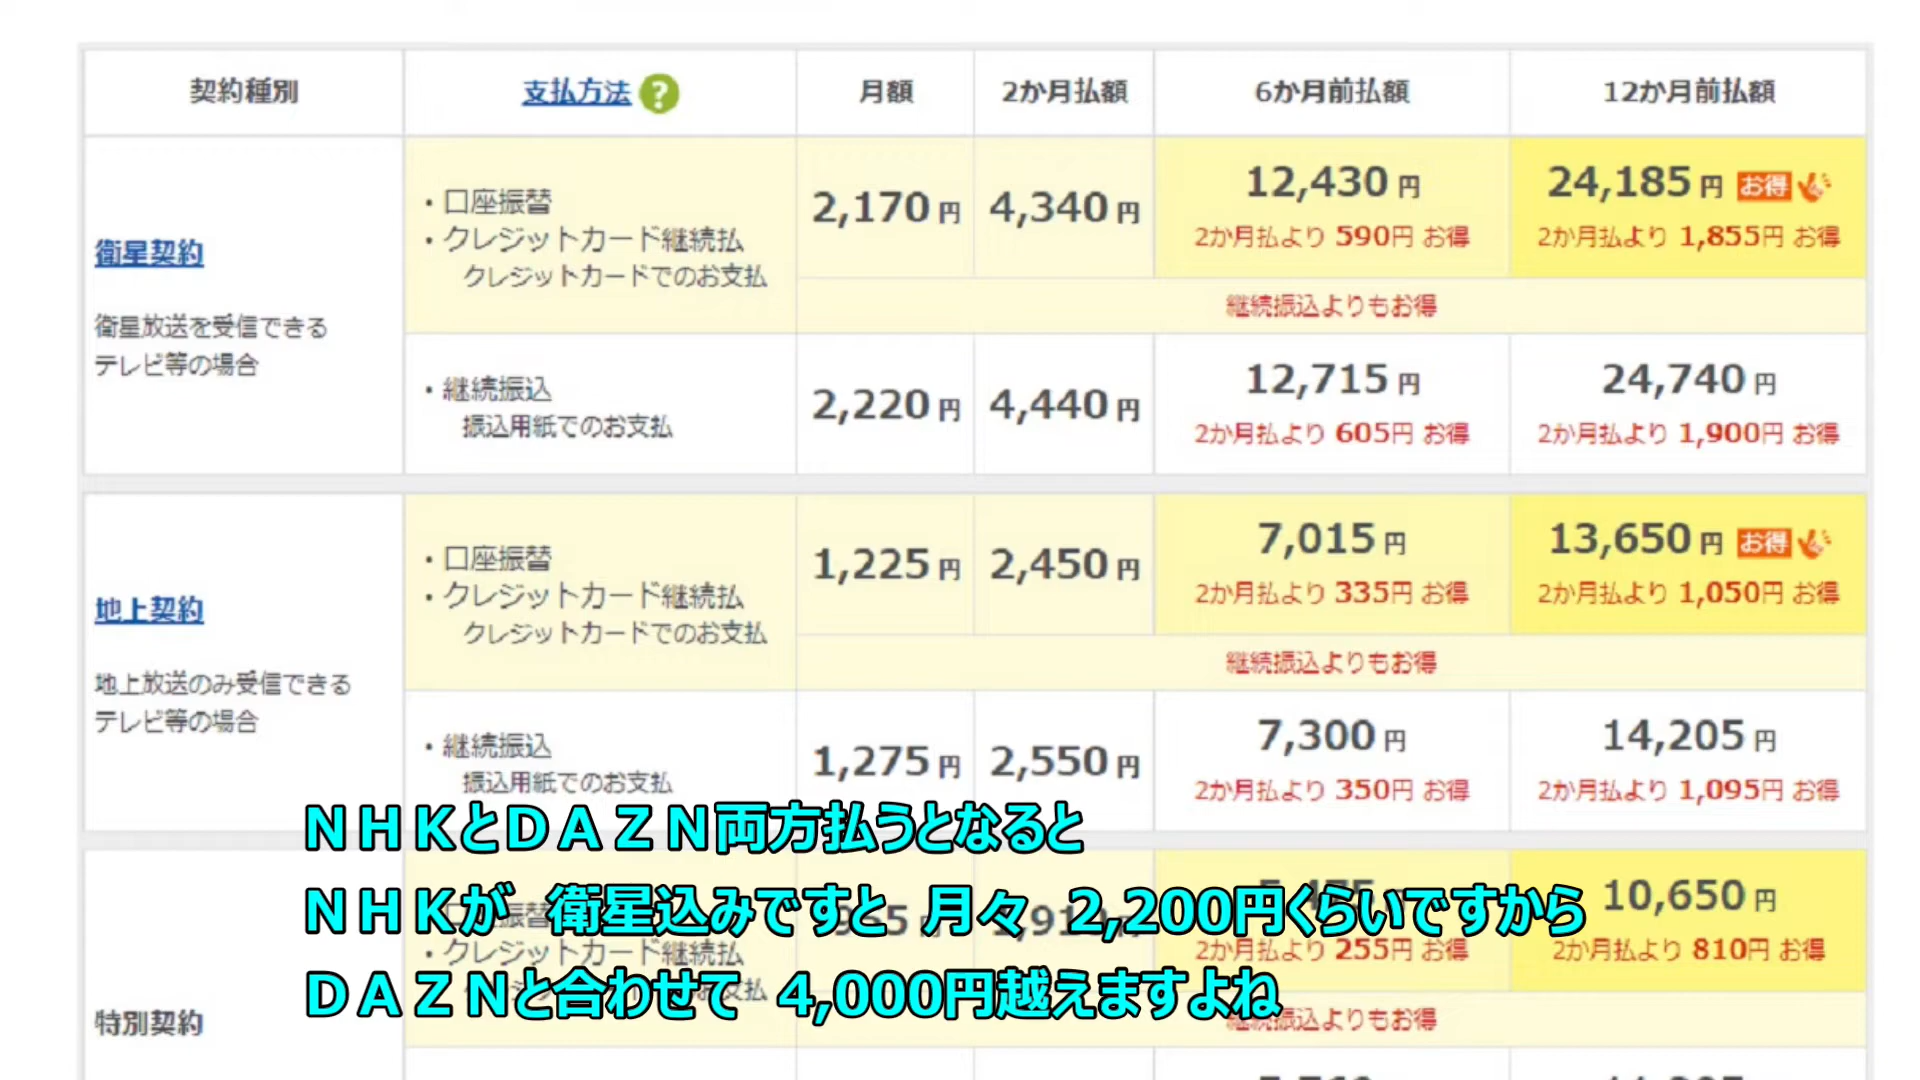 契約種別 支払方法 ? 月額 2か月払額 6か月前払額 12か月前払額
衛星契約
衛星放送を受信できる
テレビ等の場合
・口座振替
・クレジットカード継続払
クレジットカードでのお支払
2,170円 4,340円 12,430円 24,185円 お得
2か月払より 590円 お得 2か月払より 1,855円 お得
継続振込よりもお得
・継続振込
振込用紙でのお支払
2,220円 4,440円 12,715円 24,740円
2か月払より 605円 お得 2か月払より 1,900円 お得
地上契約
地上放送のみ受信できる
テレビ等の場合
・口座振替
・クレジットカード継続払
クレジットカードでのお支払
1,225円 2,450円 7,015円 13,650円 お得
2か月払より 335円 お得 2か月払より 1,050円 お得
継続振込よりもお得
・継続振込
振込用紙でのお支払
1,275円 2,550円 7,300円 14,205円
2か月払より 350円 お得 2か月払より 1,095円 お得
特別契約
・クレジットカード継続払
10,650円
2か月払より 255円 お得 2か月払より 810円 お得
継続振込よりもお得
ＮＨＫとＤＡＺＮ両方払うとなると
ＮＨＫが 衛星込みですと 月々 2,200円くらいですから
ＤＡＺＮと合わせて 4,000円越えますよね